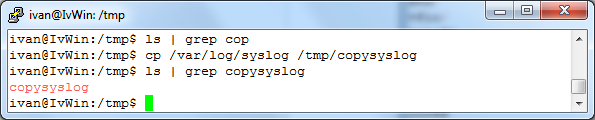 ivan@IvWin: /tmp
ivan@IvWin:/tmp$ ls | grep cop
ivan@IvWin:/tmp$ cp /var/log/syslog /tmp/copysyslog
ivan@IvWin:/tmp$ ls | grep copysyslog
copysyslog
ivan@IvWin:/tmp$